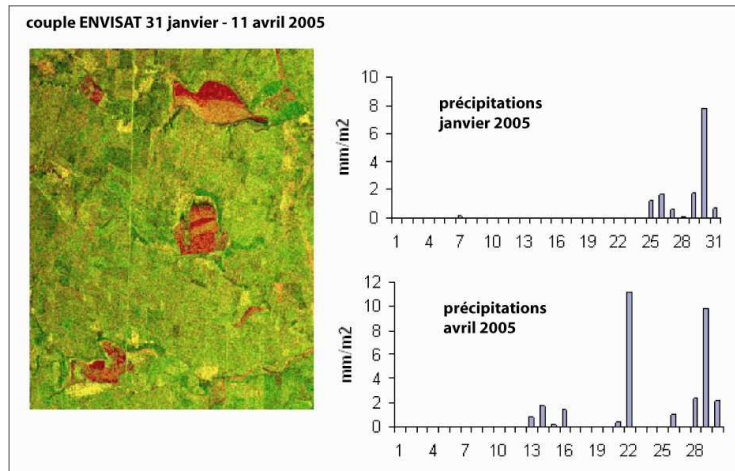 couple ENVISAT 31 janvier - 11 avril 2005
10
8
6
4
2
0
mm/m2
précipitations
janvier 2005
1 4 7 10 13 16 19 22 25 28 31
12
10
8
6
4
2
0
mm/m2
précipitations
avril 2005
1 4 7 10 13 16 19 22 25 28